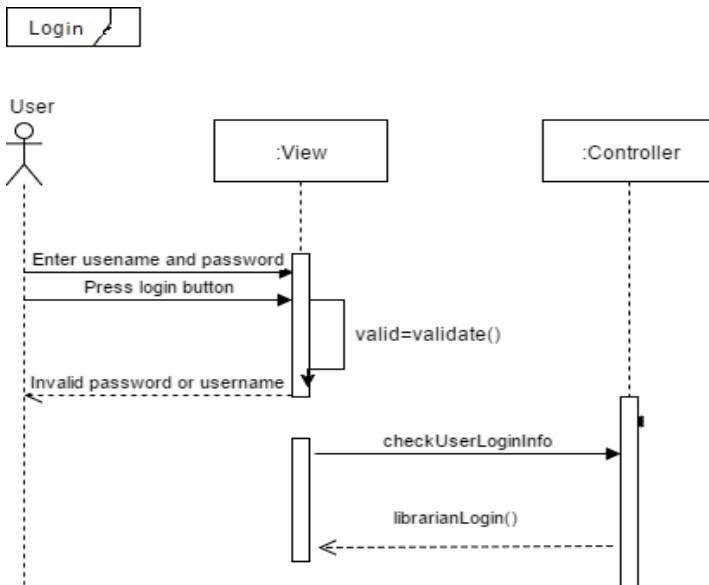 Login
User
:View
:Controller
Enter usename and password
Press login button
valid=validate()
Invalid password or username
checkUserLoginInfo
librarianLogin()